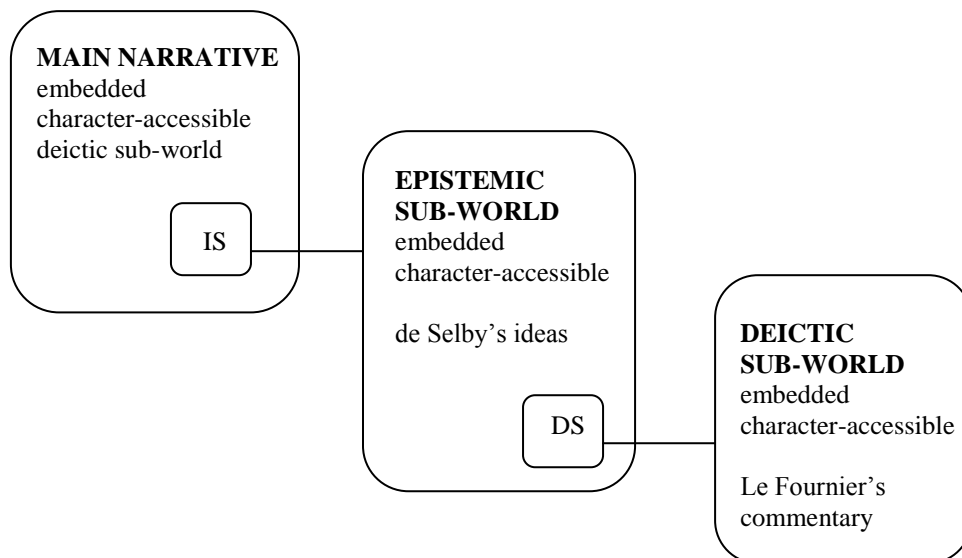 MAIN NARRATIVE
embedded
character-accessible
deictic sub-world
IS
EPISTEMIC
SUB-WORLD
embedded
character-accessible
de Selby’s ideas
DS
DEICTIC
SUB-WORLD
embedded
character-accessible
Le Fournier’s
commentary